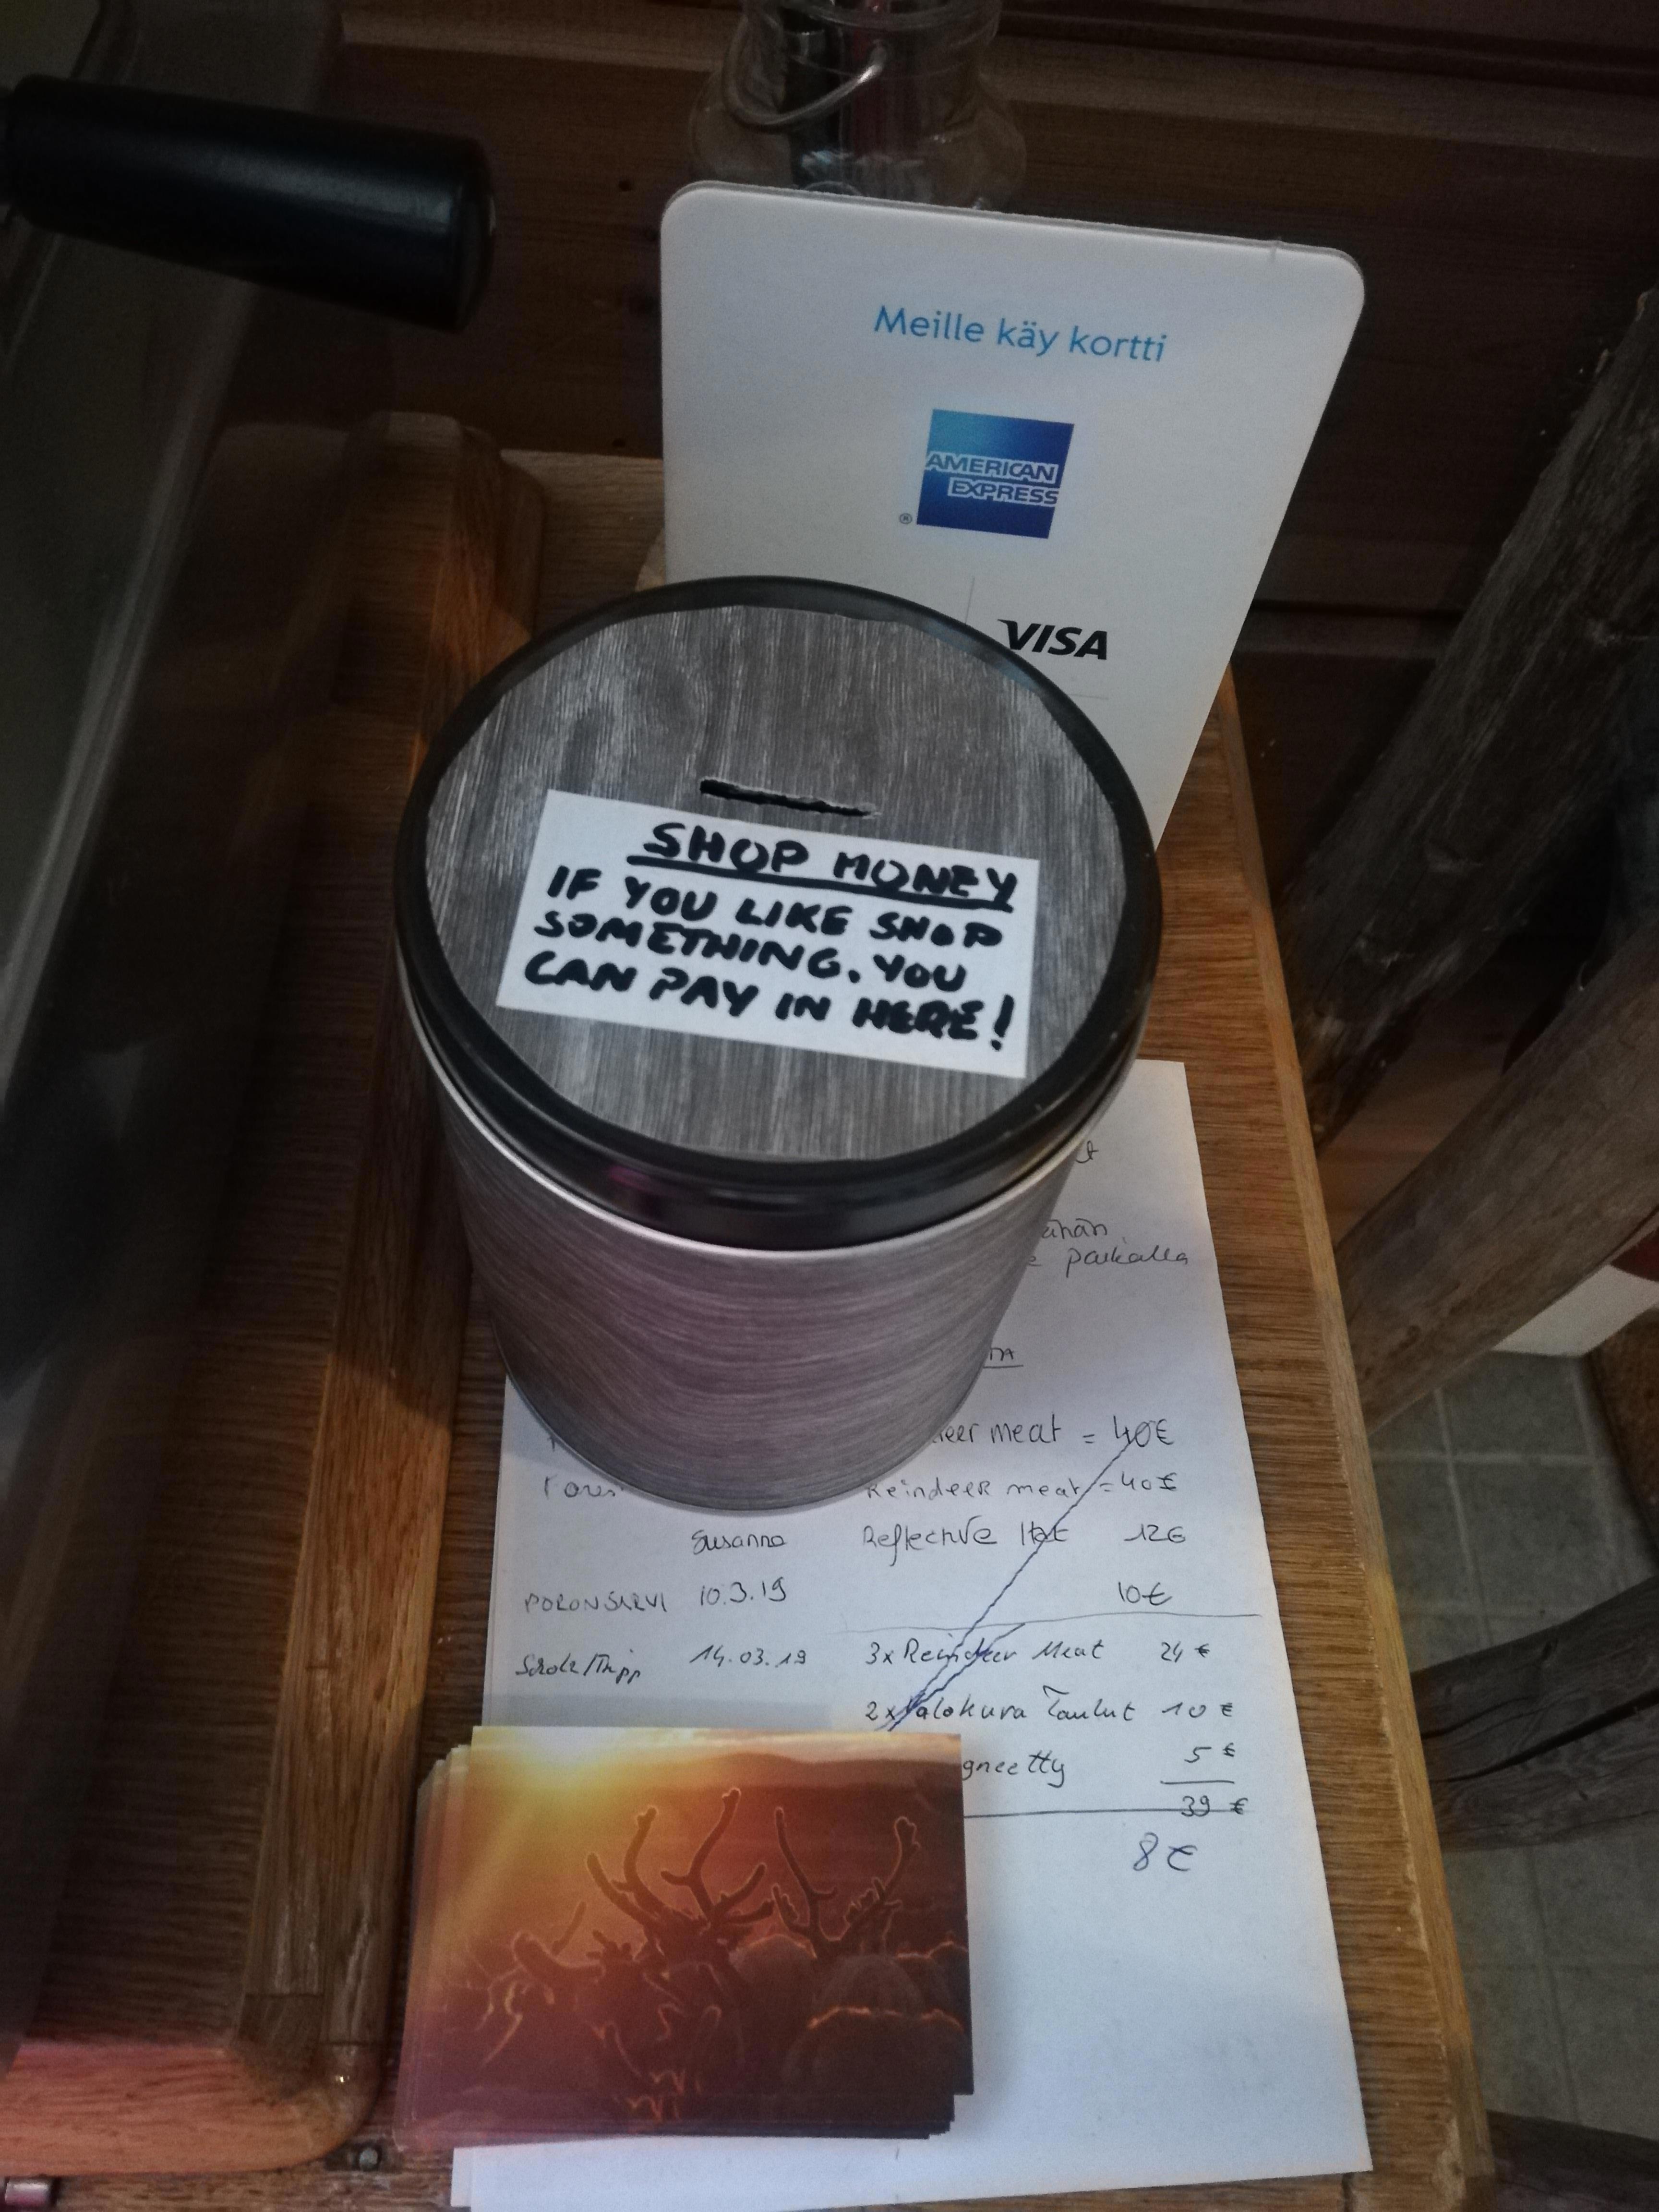 Meille käy kortti
AMERICAN
EXPRESS
®
VISA
SHOP MONEY
IF YOU LIKE SHOP
SOMETHING. YOU
CAN PAY IN HERE!
paikalla
meat = 40€
Reindeer meat = 40€
Susanna Reflective Hat 12€
PORONSARVI 10.3.19 10€
14.03.19 3x Reindeer Meat 24 €
2x Valokuva Taulut 10 €
5 €
39 €
8 €